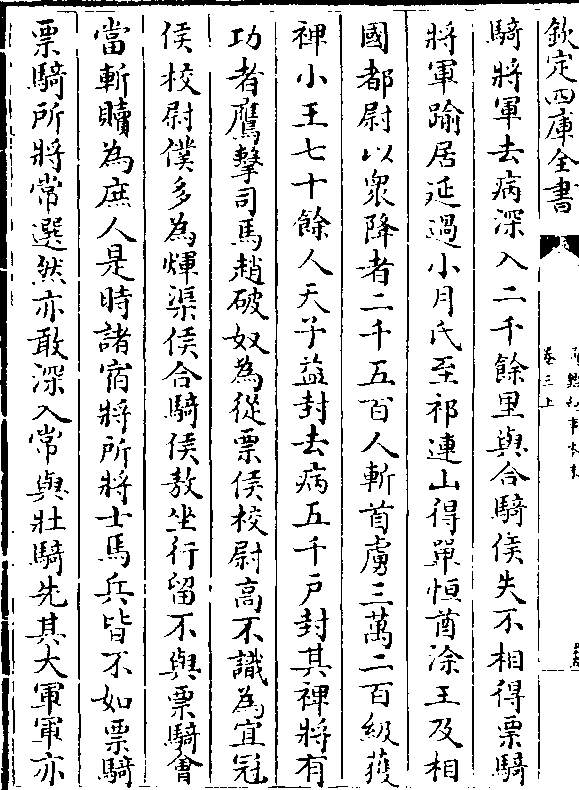 欽定四庫全書
卷三上
騎將軍去病深入二千餘里與合騎侯失不相得票騎
將軍踰居延過小月氏至祁連山得單恒酋涂王及相
國都尉以衆降者二千五百人斬首虜三萬二百級獲
裨小王七十餘人天子益封去病五千戸封其裨將有
功者鷹擊司馬趙破奴為從票侯校尉高不識為宜冠
侯校尉僕多為煇渠侯合騎侯敖坐行留不與票騎會
當斬贖為庶人是時諸宿將所將士馬兵皆不如票騎
票騎所將常選然亦敢深入常與壯騎先其大軍軍亦